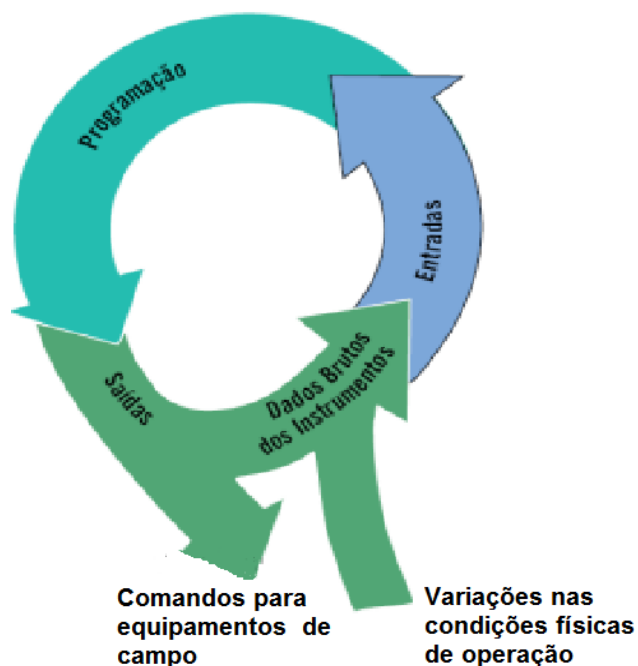 Programação
Entradas
Saídas
Dados Brutos
dos Instrumentos
Comandos para
equipamentos de
campo
Variações nas
condições físicas
de operação